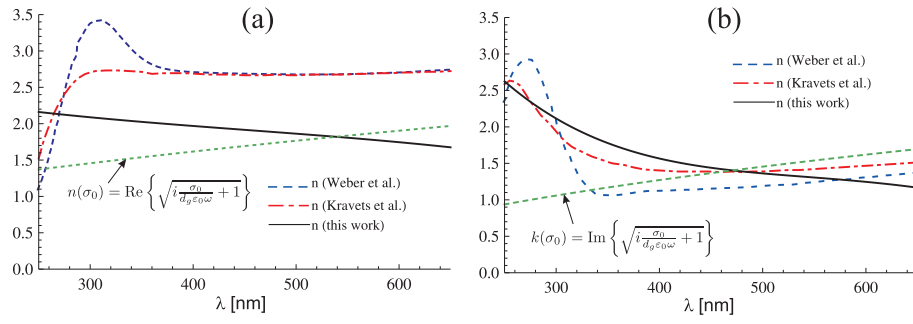 (a)
3.5
3.0
2.5
2.0
1.5
1.0
0.5
0.0
300
400
500
600
λ [nm]
n(σ₀) = Re { √(i σ₀/(d_g ε₀ω) + 1) }
n (Weber et al.)
n (Kravets et al.)
n (this work)
(b)
3.5
3.0
2.5
2.0
1.5
1.0
0.5
0.0
300
400
500
600
λ [nm]
n (Weber et al.)
n (Kravets et al.)
n (this work)
k(σ₀) = Im { √(i σ₀/(d_g ε₀ω) + 1) }